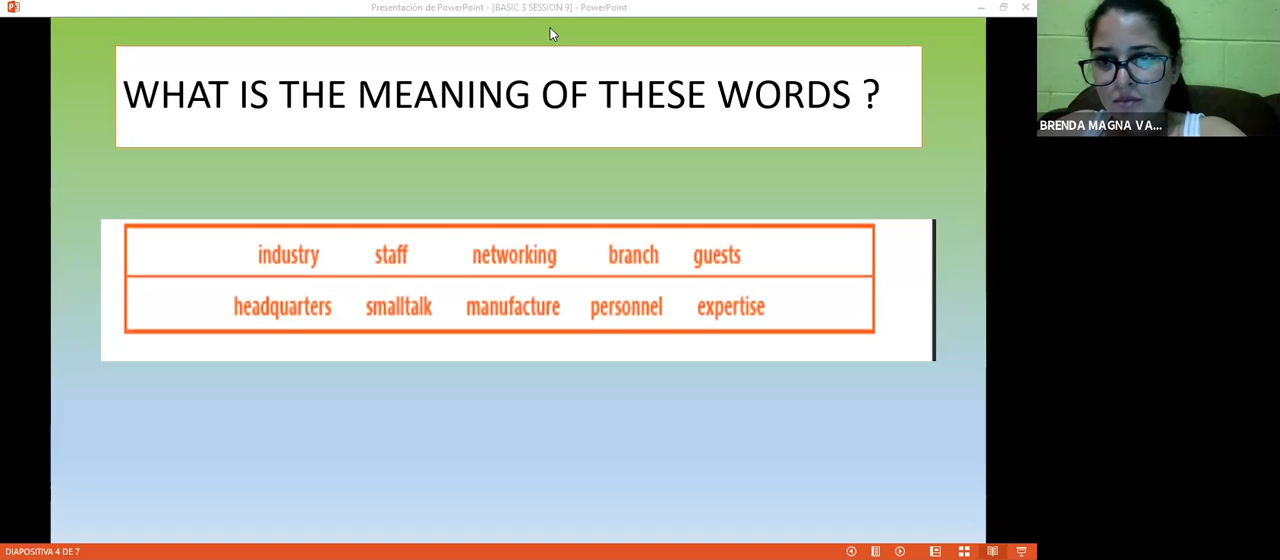 Presentación de PowerPoint - [BASIC 3 SESSION 9] - PowerPoint
WHAT IS THE MEANING OF THESE WORDS ?
BRENDA MAGNA VA...
industry staff networking branch guests
headquarters smalltalk manufacture personnel expertise
DIAPOSITIVA 4 DE 7